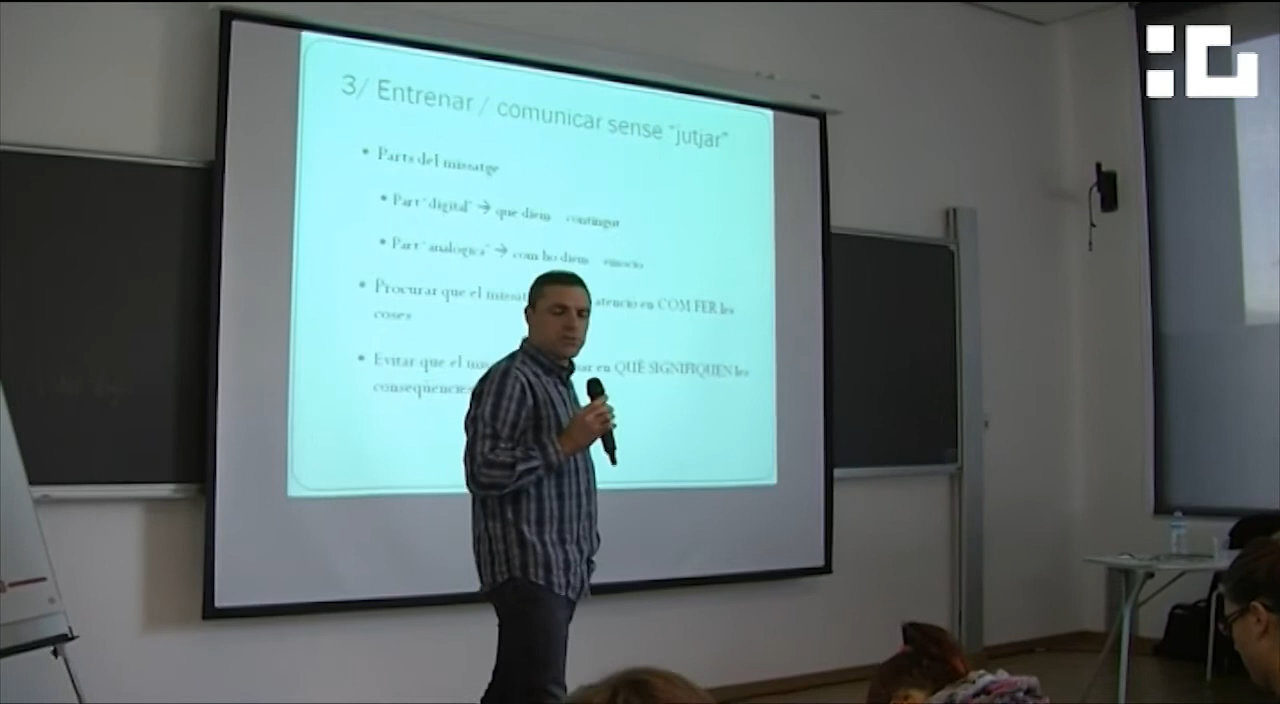 3/ Entrenar / comunicar sense "jutjar"
• Parts del missatge
• Part "digital" → que diem contingut
• Part "analogica" → com ho diem emocio
• Procurar que el atencio en COM FER les
coses
• Evitar que el en QUÈ SIGNIFIQUEN les